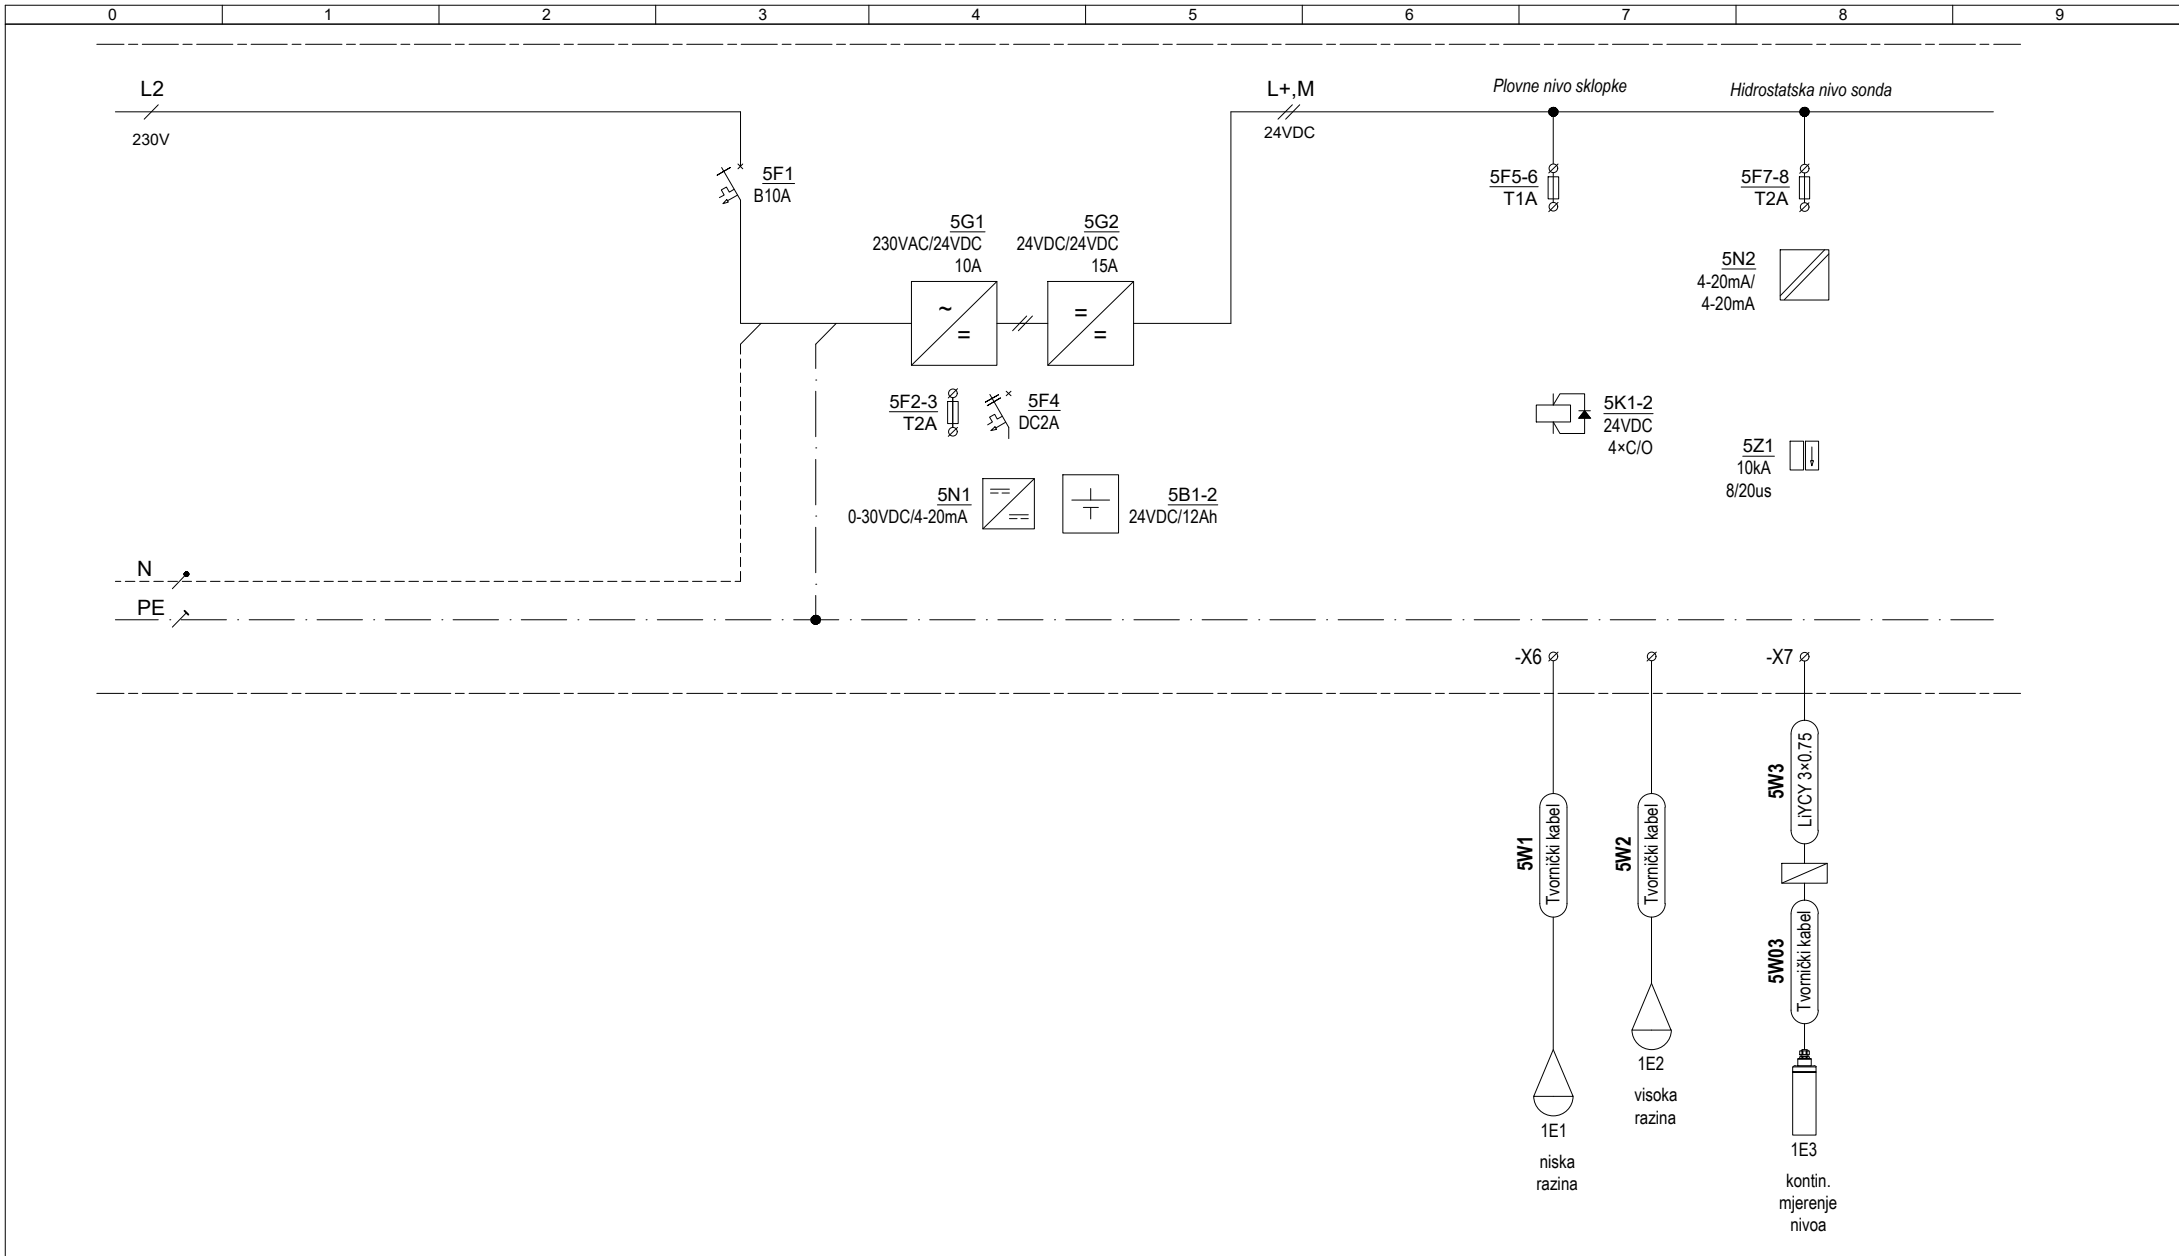 0 1 2 3 4 5 6 7 8 9
L2
230V
L+,M
24VDC
Plovne nivo sklopke
Hidrostatska nivo sonda
5F1
B10A
5F5-6
T1A
5F7-8
T2A
5G1
230VAC/24VDC
10A
5G2
24VDC/24VDC
15A
~
=
=
=
5N2
4-20mA/
4-20mA
5F2-3
T2A
5F4
DC2A
5K1-2
24VDC
4×C/O
5Z1
10kA
8/20us
5N1
0-30VDC/4-20mA
5B1-2
24VDC/12Ah
N
PE
-X6
-X7
5W1
Tvornički kabel
5W2
Tvornički kabel
5W3
LiYCY 3×0.75
5W03
Tvornički kabel
1E1
niska
razina
1E2
visoka
razina
1E3
kontin.
mjerenje
nivoa